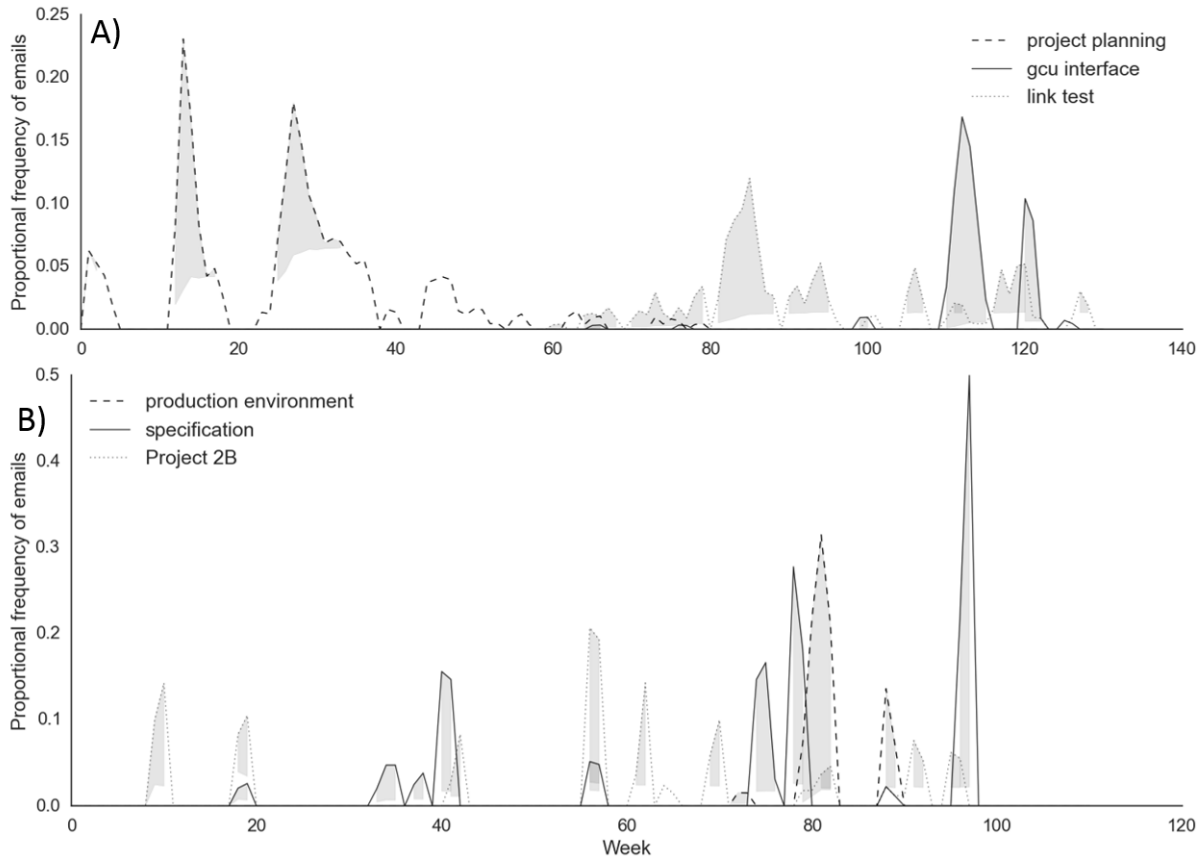 A)
Proportional frequency of emails
0.25
0.20
0.15
0.10
0.05
0.00
project planning
gcu interface
link test
0 20 40 60 80 100 120 140
B)
Proportional frequency of emails
0.5
0.4
0.3
0.2
0.1
0.0
production environment
specification
Project 2B
0 20 40 60 80 100 120
Week